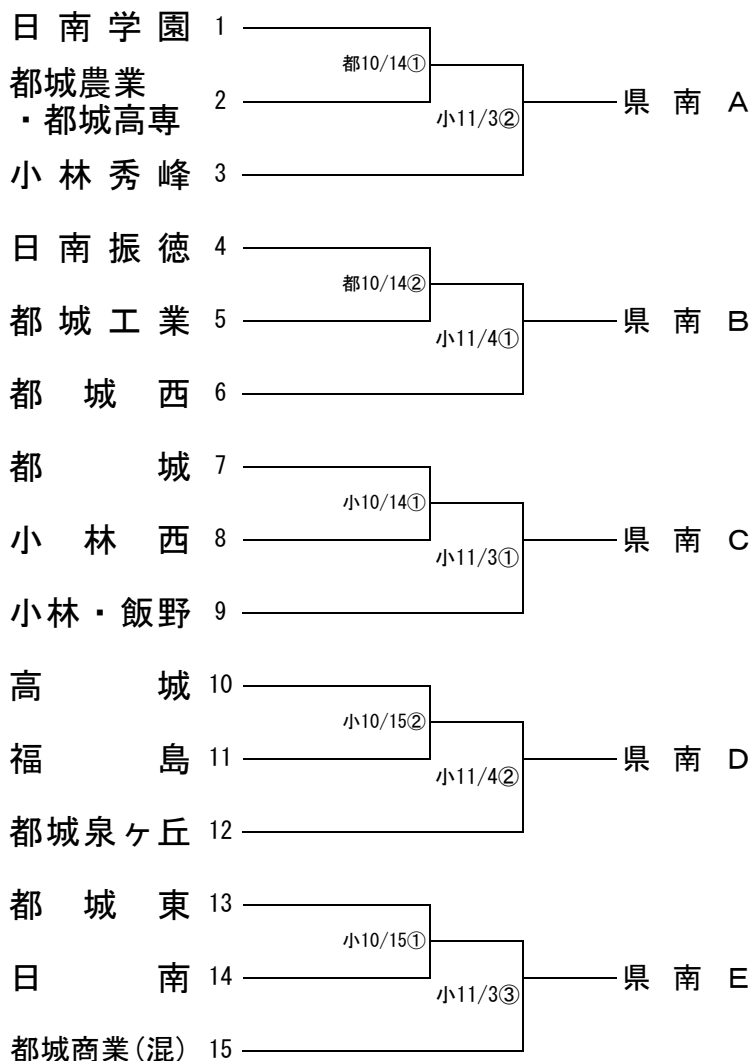 日南学園 1
都10/14①
都城農業
・都城高専 2
小11/3②
県南A
小林秀峰 3
日南振徳 4
都10/14②
都城工業 5
小11/4①
県南B
都城西 6
都城 7
小10/14①
小林西 8
小11/3①
県南C
小林・飯野 9
高城 10
小10/15②
福島 11
小11/4②
県南D
都城泉ヶ丘 12
都城東 13
小10/15①
日南 14
小11/3③
県南E
都城商業(混) 15